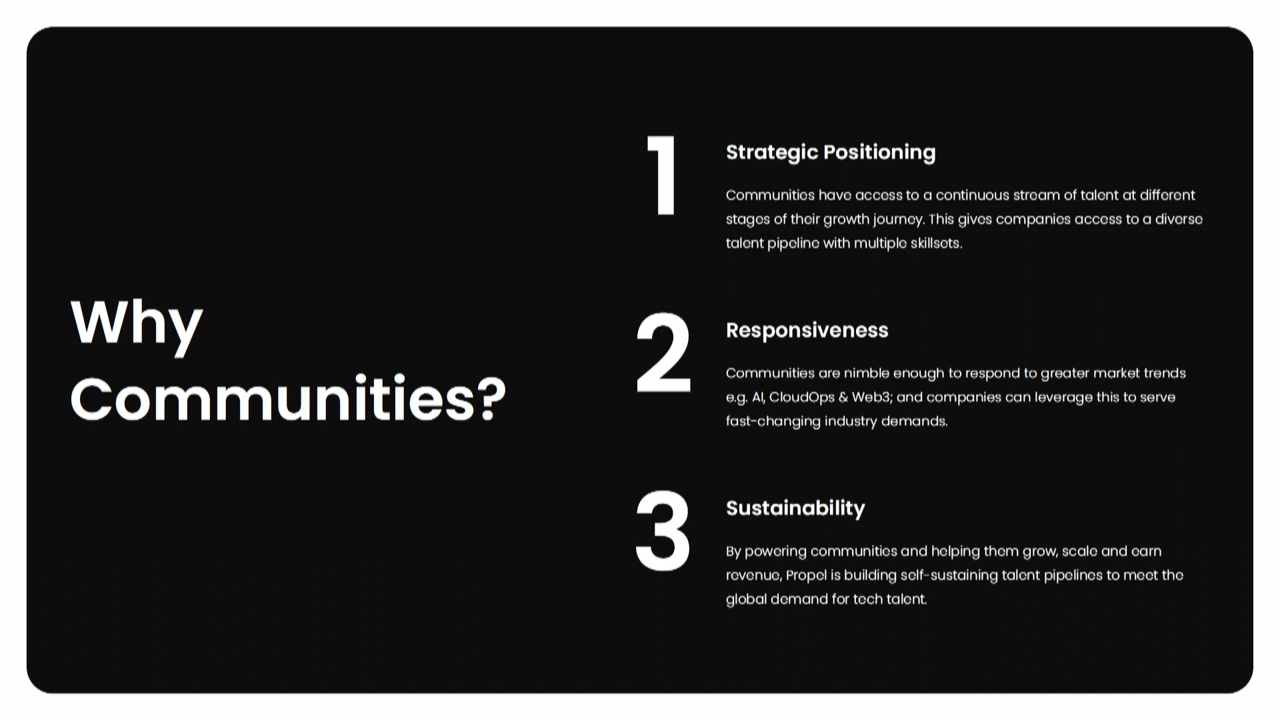 Why
Communities?
1
Strategic Positioning
Communities have access to a continuous stream of talent at different
stages of their growth journey. This gives companies access to a diverse
talent pipeline with multiple skillsets.
2
Responsiveness
Communities are nimble enough to respond to greater market trends
e.g. AI, CloudOps & Web3; and companies can leverage this to serve
fast-changing industry demands.
3
Sustainability
By powering communities and helping them grow, scale and earn
revenue, Propel is building self-sustaining talent pipelines to meet the
global demand for tech talent.